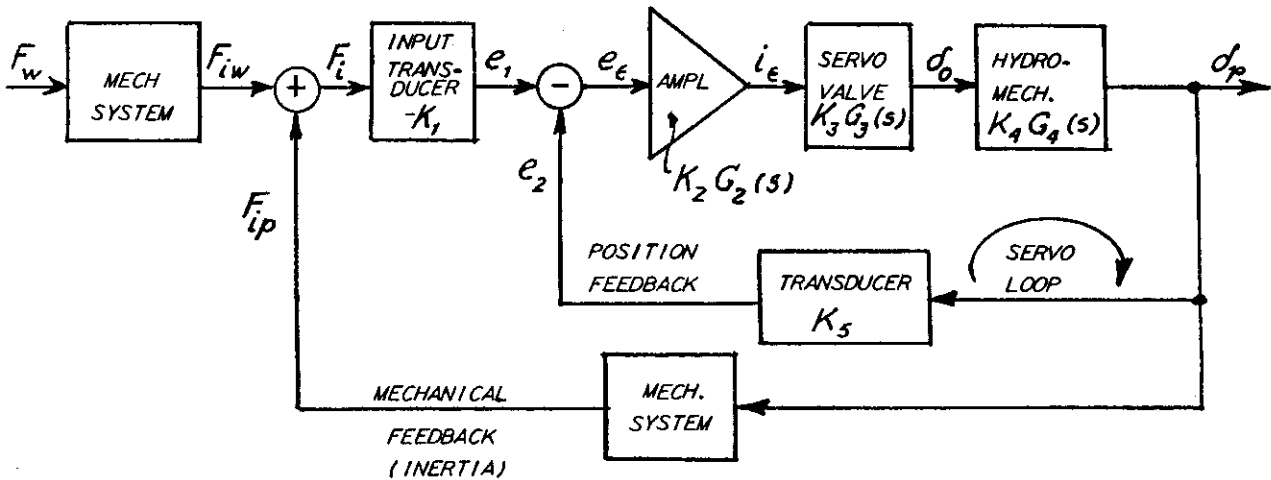 F_w
MECH
SYSTEM
F_iw
+
F_i
INPUT
TRANS-
DUCER
-K_1
e_1
-
e_ε
AMPL
K_2 G_2 (s)
i_ε
SERVO
VALVE
K_3 G_3 (s)
δ_o
HYDRO-
MECH.
K_4 G_4 (s)
δ_p
e_2
F_ip
POSITION
FEEDBACK
TRANSDUCER
K_5
SERVO
LOOP
MECHANICAL
FEEDBACK
(INERTIA)
MECH.
SYSTEM